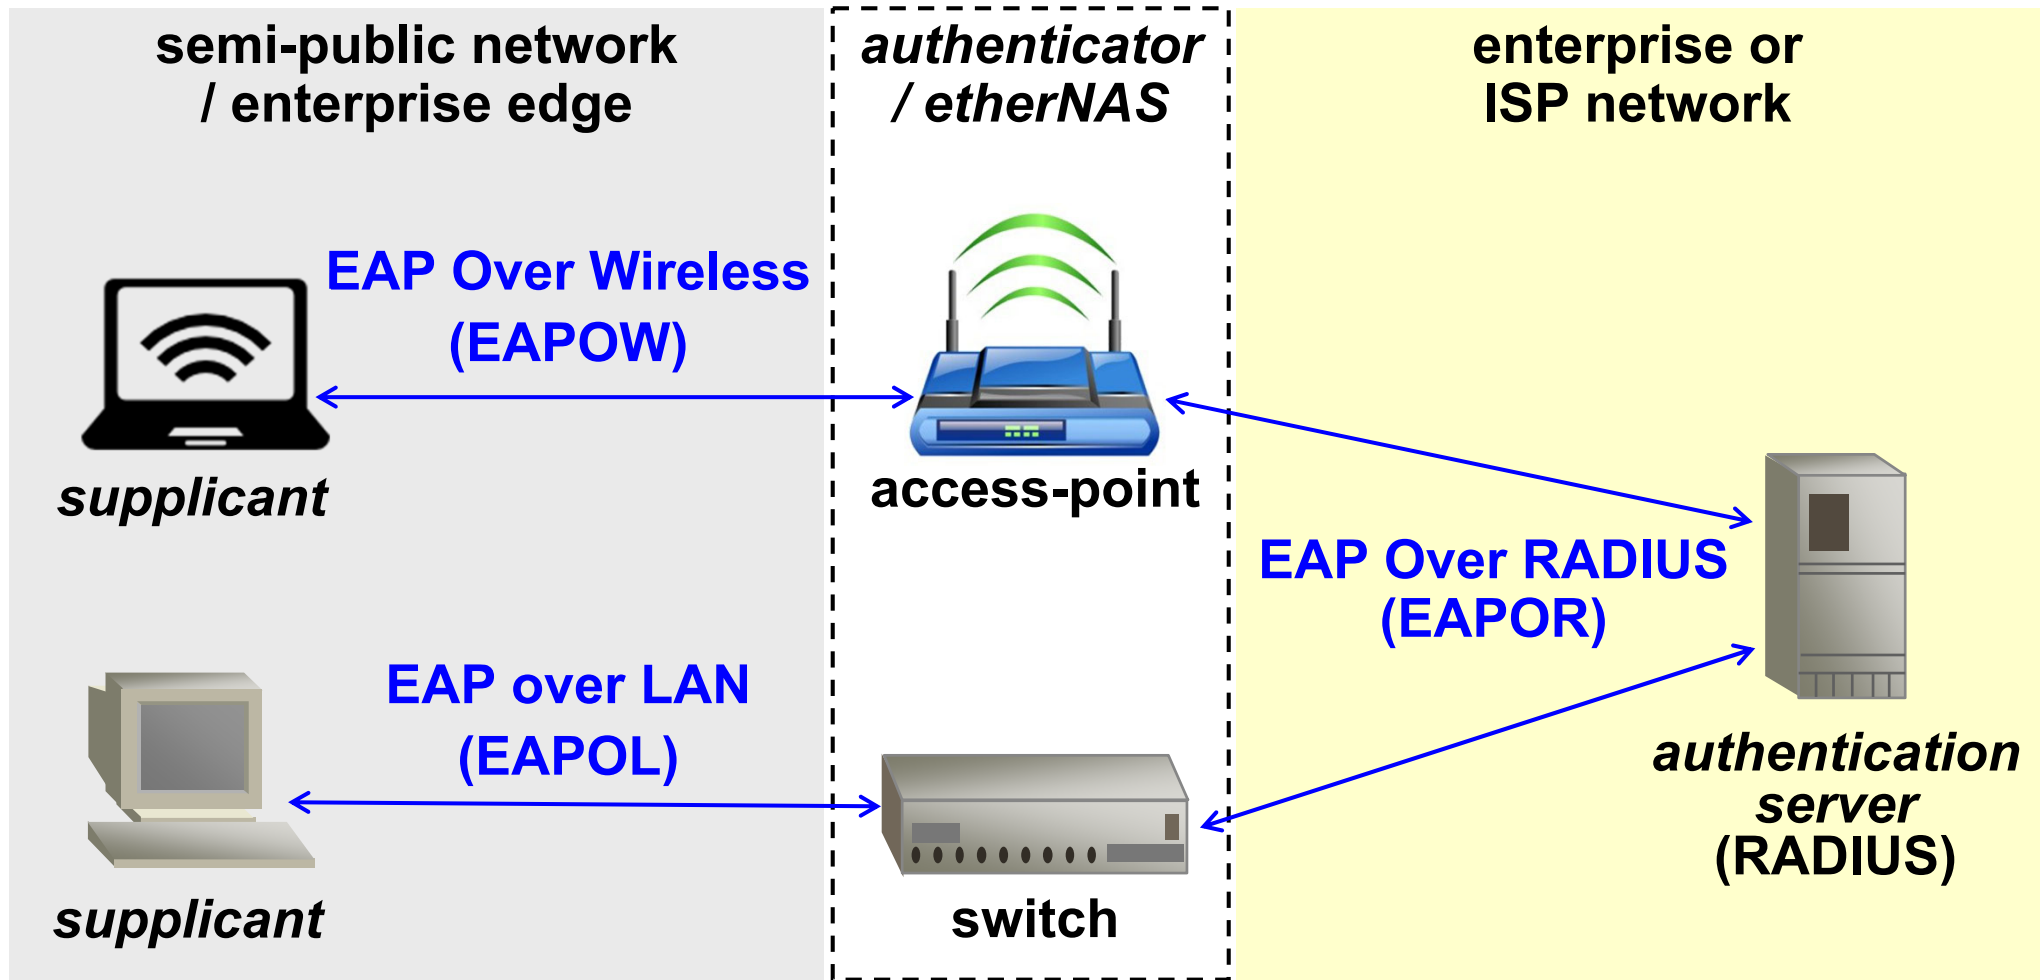 semi-public network
/ enterprise edge
authenticator
/ etherNAS
enterprise or
ISP network
EAP Over Wireless
(EAPOW)
supplicant
access-point
EAP Over RADIUS
(EAPOR)
EAP over LAN
(EAPOL)
authentication
server
(RADIUS)
supplicant
switch